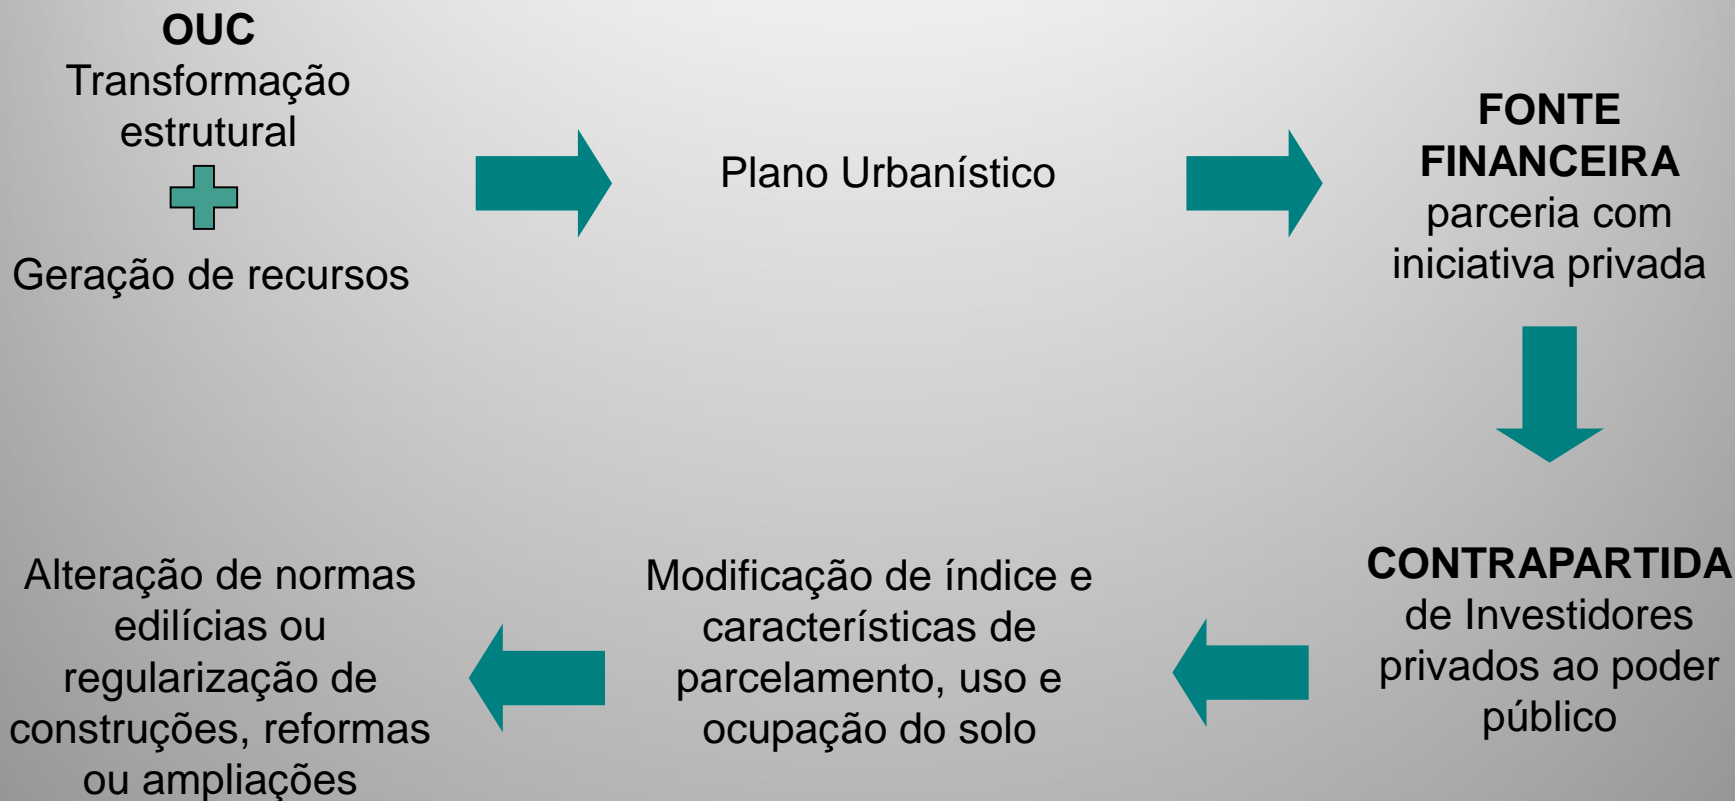 OUC
Transformação
estrutural
Geração de recursos
Plano Urbanístico
FONTE
FINANCEIRA
parceria com
iniciativa privada
CONTRAPARTIDA
de Investidores
privados ao poder
público
Modificação de índice e
características de
parcelamento, uso e
ocupação do solo
Alteração de normas
edilícias ou
regularização de
construções, reformas
ou ampliações